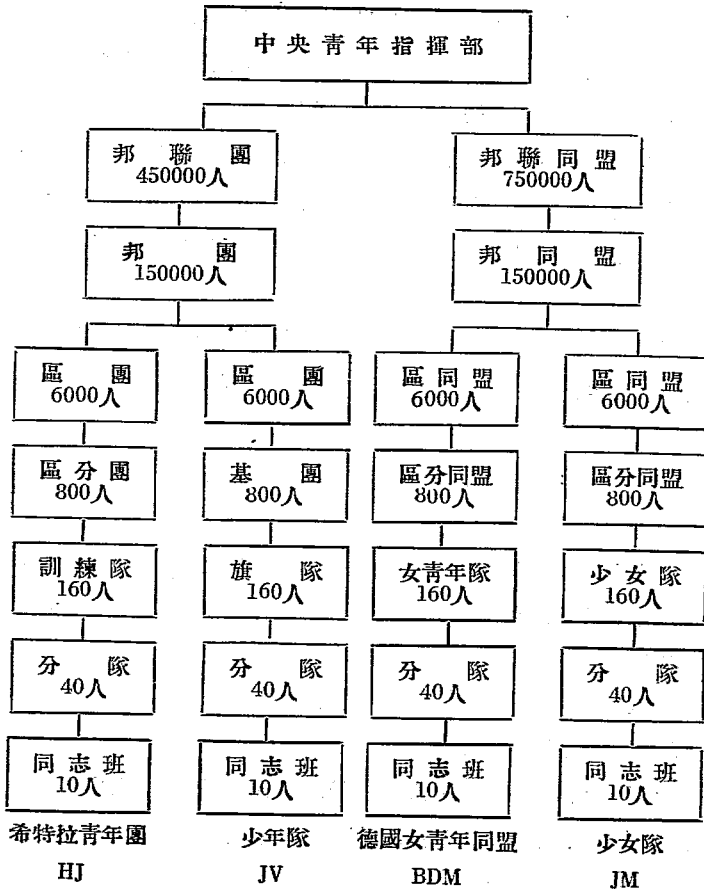 中央青年指揮部
邦聯團
450000人
邦聯同盟
750000人
邦團
150000人
邦同盟
150000人
區團
6000人
區團
6000人
區同盟
6000人
區同盟
6000人
區分團
800人
基團
800人
區分同盟
800人
區分同盟
800人
訓練隊
160人
旗隊
160人
女青年隊
160人
少女隊
160人
分隊
40人
分隊
40人
分隊
40人
分隊
40人
同志班
10人
同志班
10人
同志班
10人
同志班
10人
希特拉青年團
少年隊
德國女青年同盟
少女隊
HJ
JV
BDM
JM